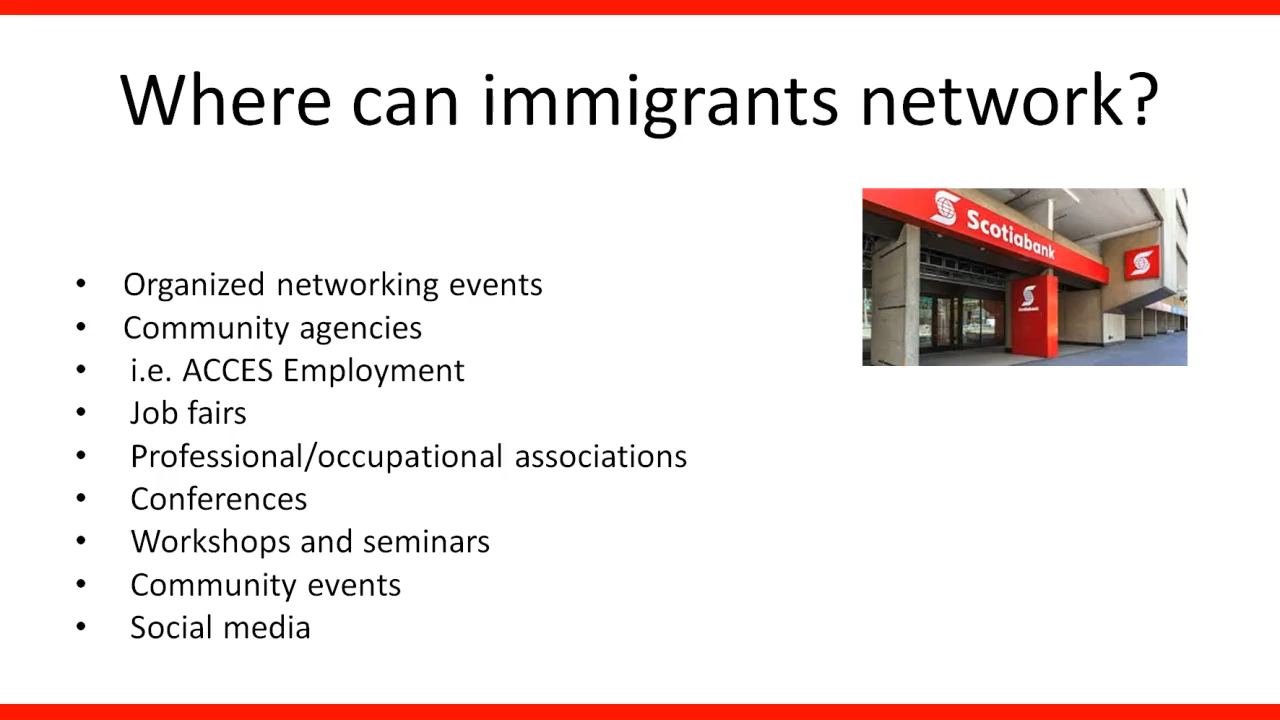 Where can immigrants network?
Scotiabank
Scotiabank
• Organized networking events
• Community agencies
• i.e. ACCES Employment
• Job fairs
• Professional/occupational associations
• Conferences
• Workshops and seminars
• Community events
• Social media